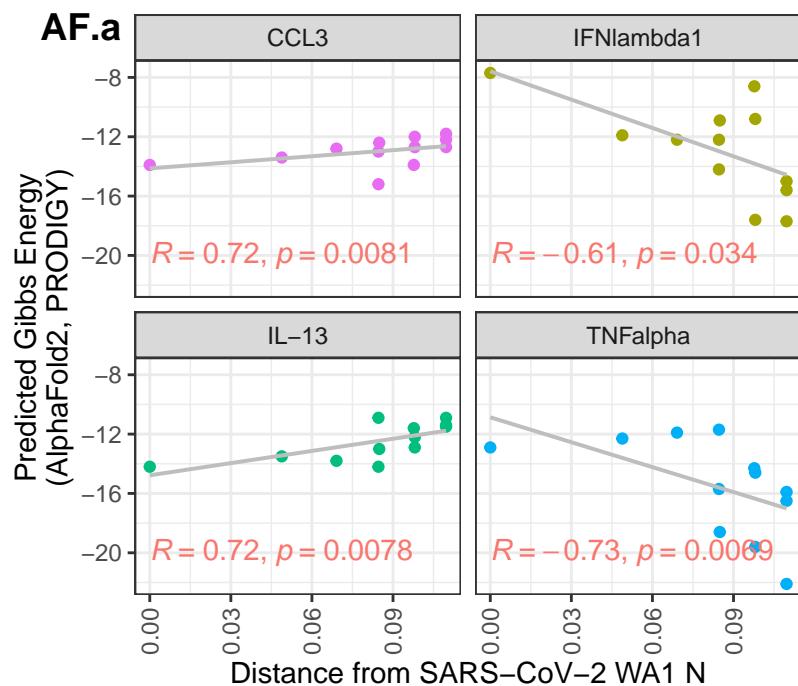 AF.a
CCL3
IFNlambda1
−8
−12
−16
−20
R = 0.72, p = 0.0081
R = −0.61, p = 0.034
IL−13
TNFalpha
−8
−12
−16
−20
R = 0.72, p = 0.0078
R = −0.73, p = 0.0069
0.00
0.03
0.06
0.09
0.00
0.03
0.06
0.09
Predicted Gibbs Energy
(AlphaFold2, PRODIGY)
Distance from SARS−CoV−2 WA1 N